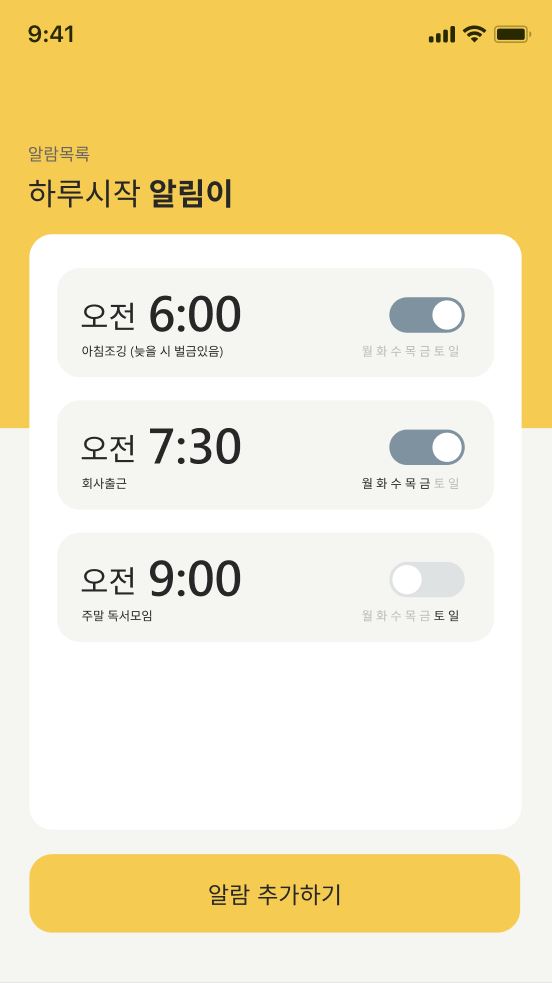 9:41
알람목록
하루시작 알림이
오전 6:00
아침조깅 (늦을 시 벌금있음)
월 화 수 목 금 토 일
오전 7:30
회사출근
월 화 수 목 금 토 일
오전 9:00
주말 독서모임
월 화 수 목 금 토 일
알람 추가하기